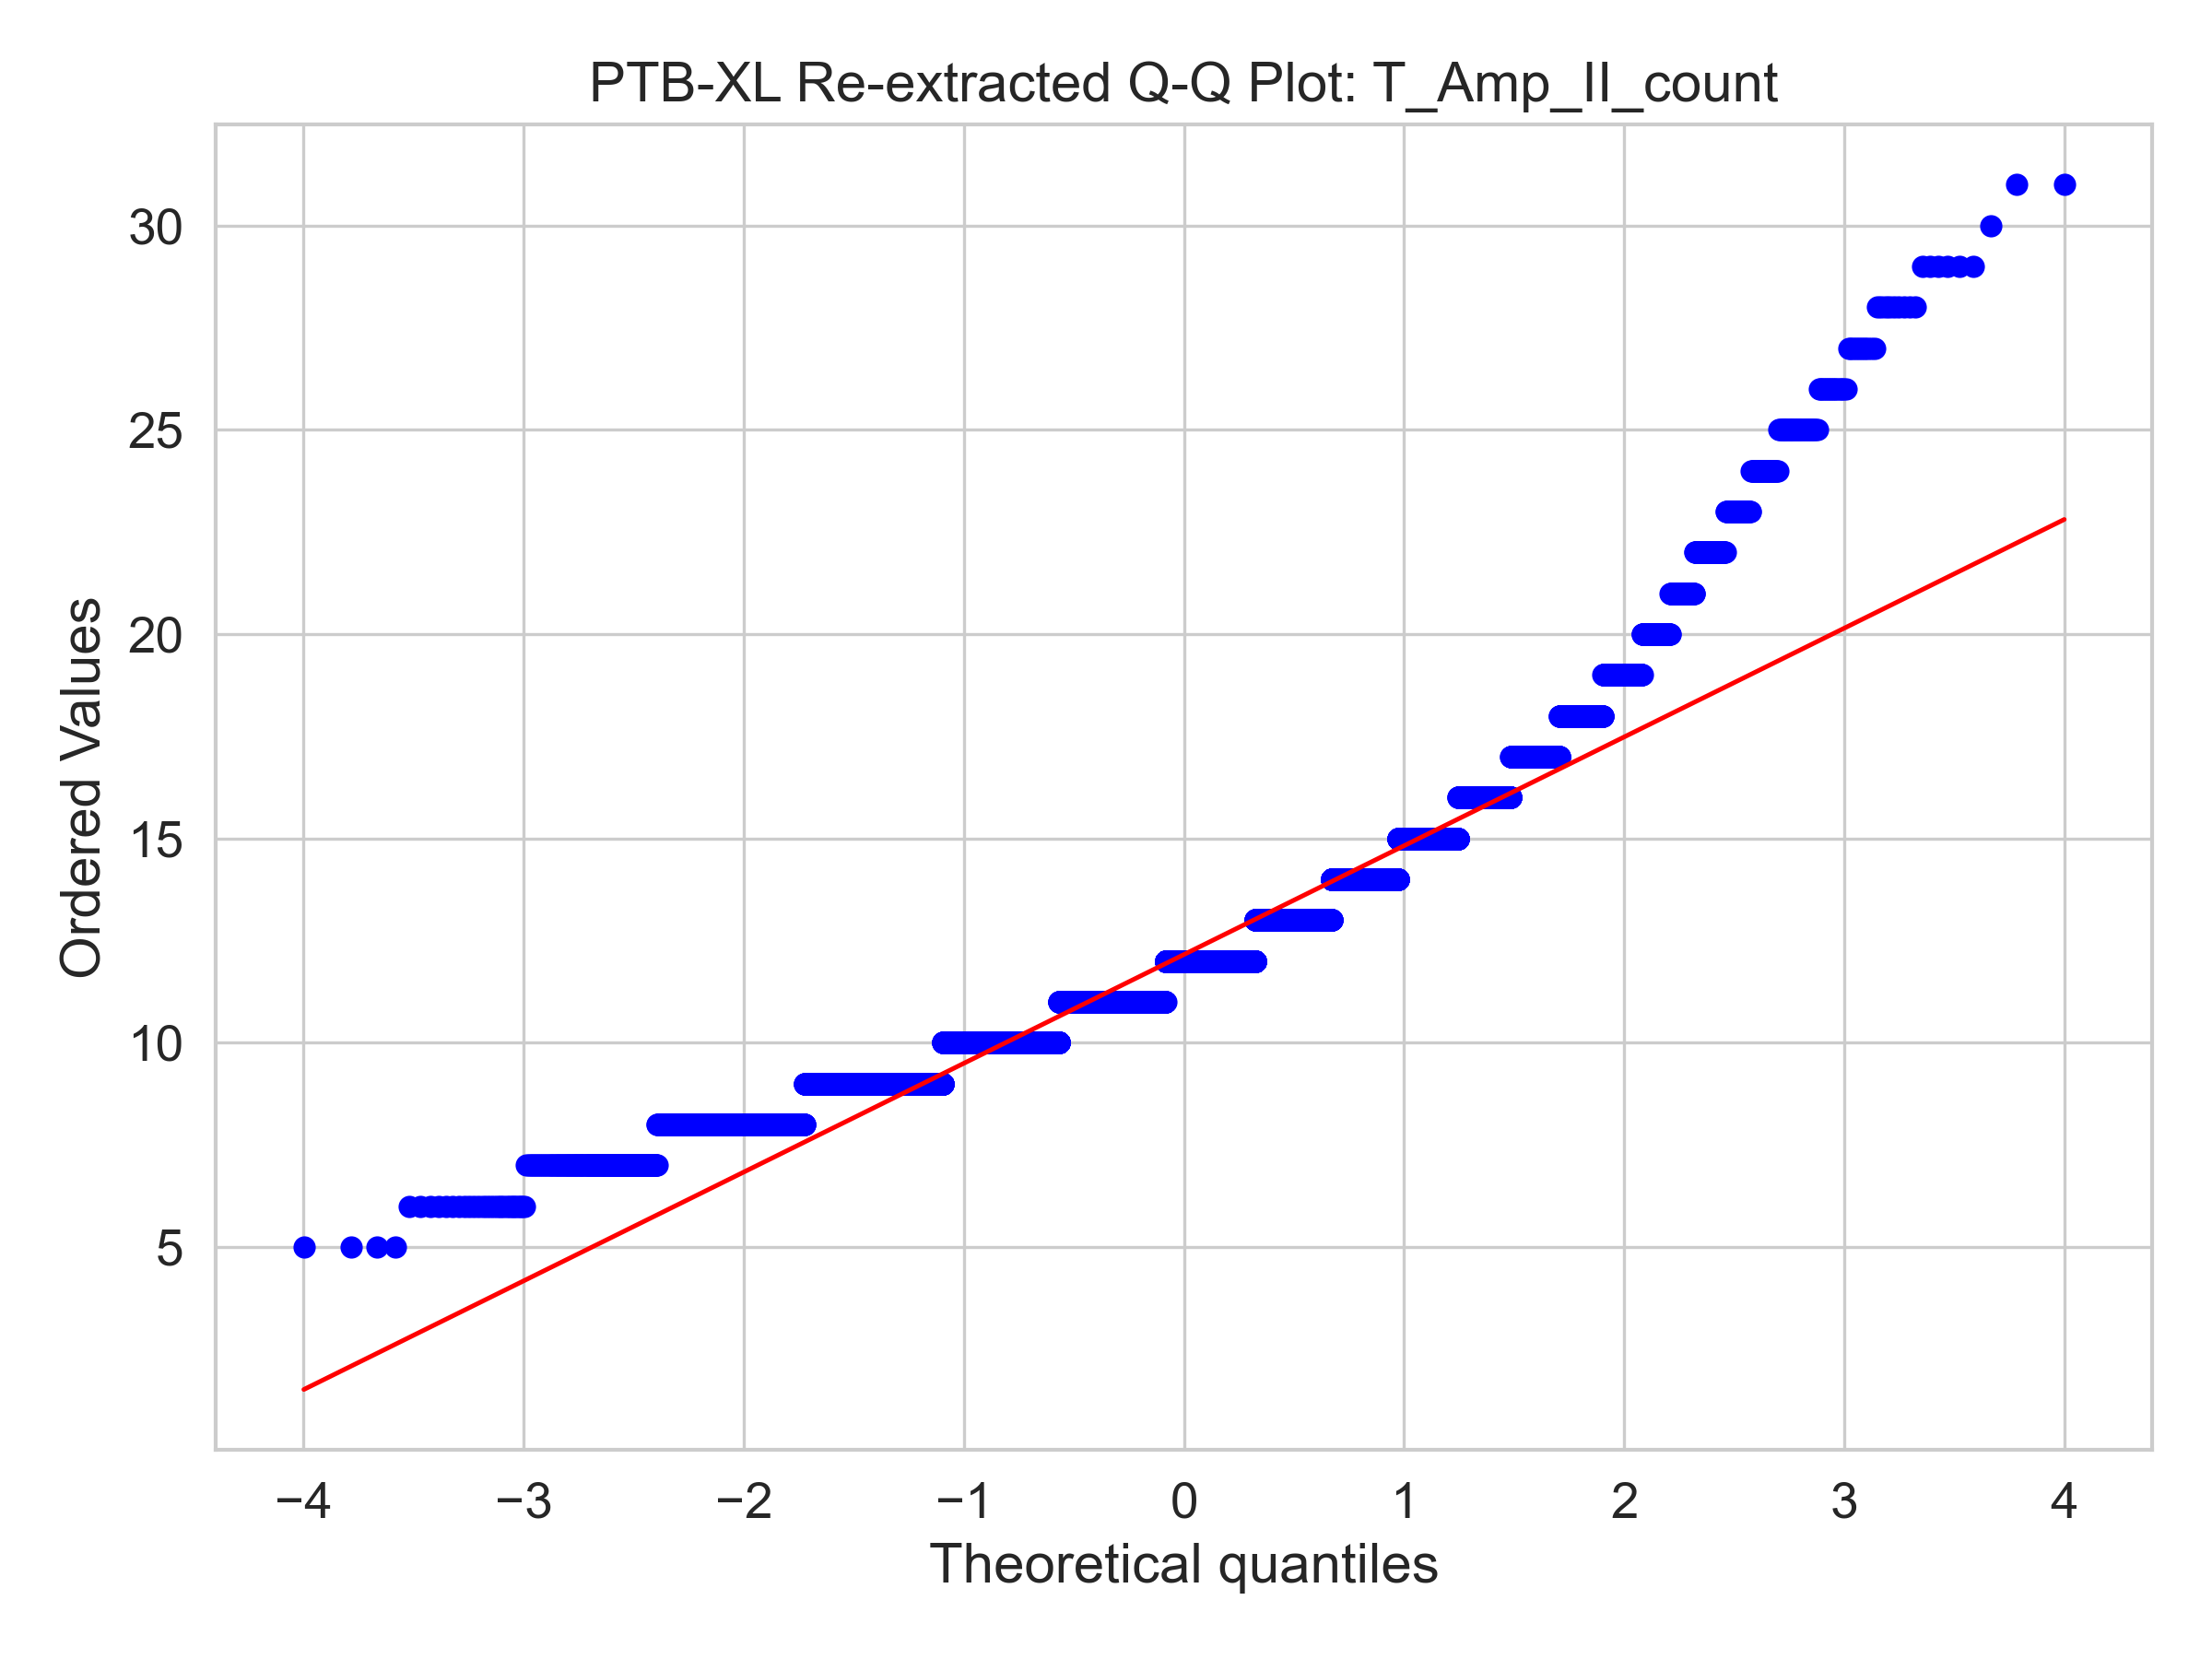 PTB-XL Re-extracted Q-Q Plot: T_Amp_II_count
Ordered Values
30
25
20
15
10
5
−4 −3 −2 −1 0 1 2 3 4
Theoretical quantiles